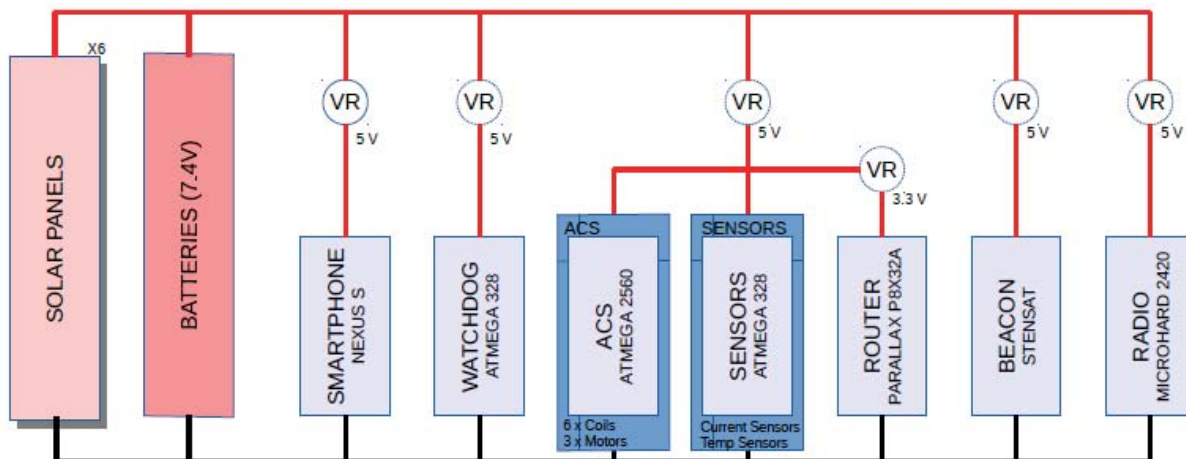 X6
SOLAR PANELS
BATTERIES (7.4V)
VR
5 V
SMARTPHONE
NEXUS S
VR
5 V
WATCHDOG
ATMEGA 328
VR
5 V
ACS
ACS
ATMEGA 2560
6 x Coils
3 x Motors
SENSORS
SENSORS
ATMEGA 328
Current Sensors
Temp Sensors
VR
3.3 V
ROUTER
PARALLAX P8X32A
VR
5 V
BEACON
STENSAT
VR
5 V
RADIO
MICROHARD 2420